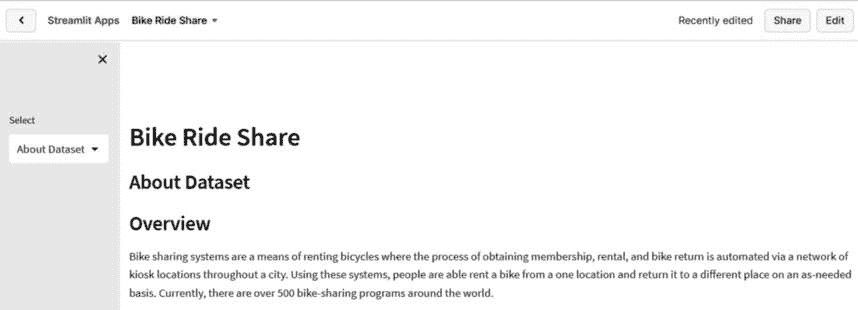 Streamlit Apps Bike Ride Share Recently edited Share Edit
Select
About Dataset
Bike Ride Share
About Dataset
Overview
Bike sharing systems are a means of renting bicycles where the process of obtaining membership, rental, and bike return is automated via a network of
kiosk locations throughout a city. Using these systems, people are able rent a bike from a one location and return it to a different place on an as-needed
basis. Currently, there are over 500 bike-sharing programs around the world.